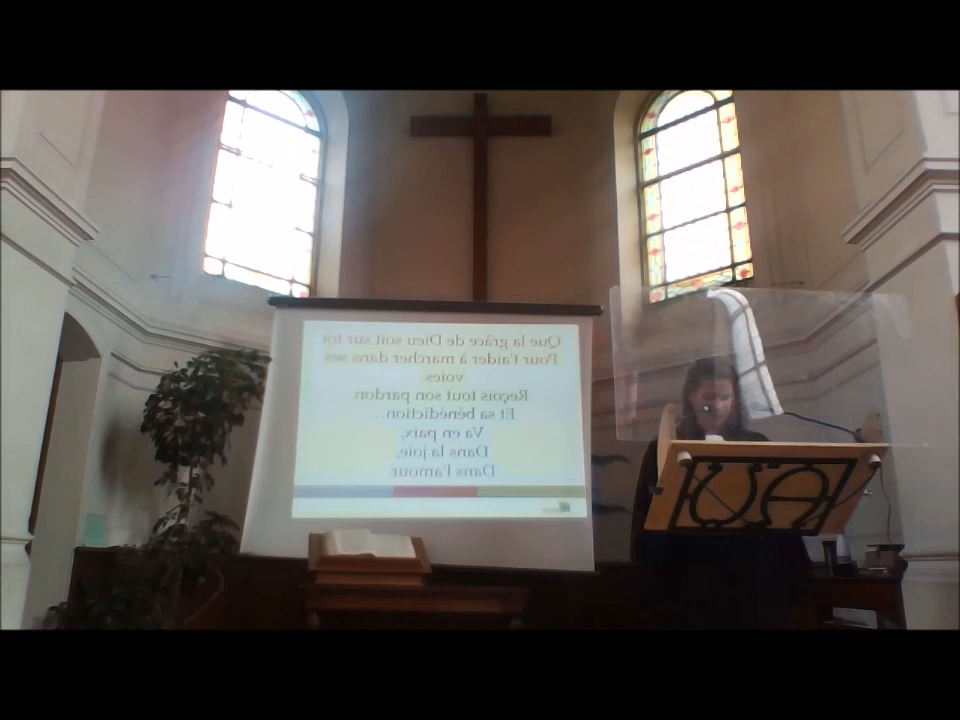 Que la grâce de Dieu soit sur toi
Pour t'aider à marcher dans ses
voies.
Reçois tout son pardon
Et sa bénédiction…
Va en paix,
Dans la joie,
Dans l'amour